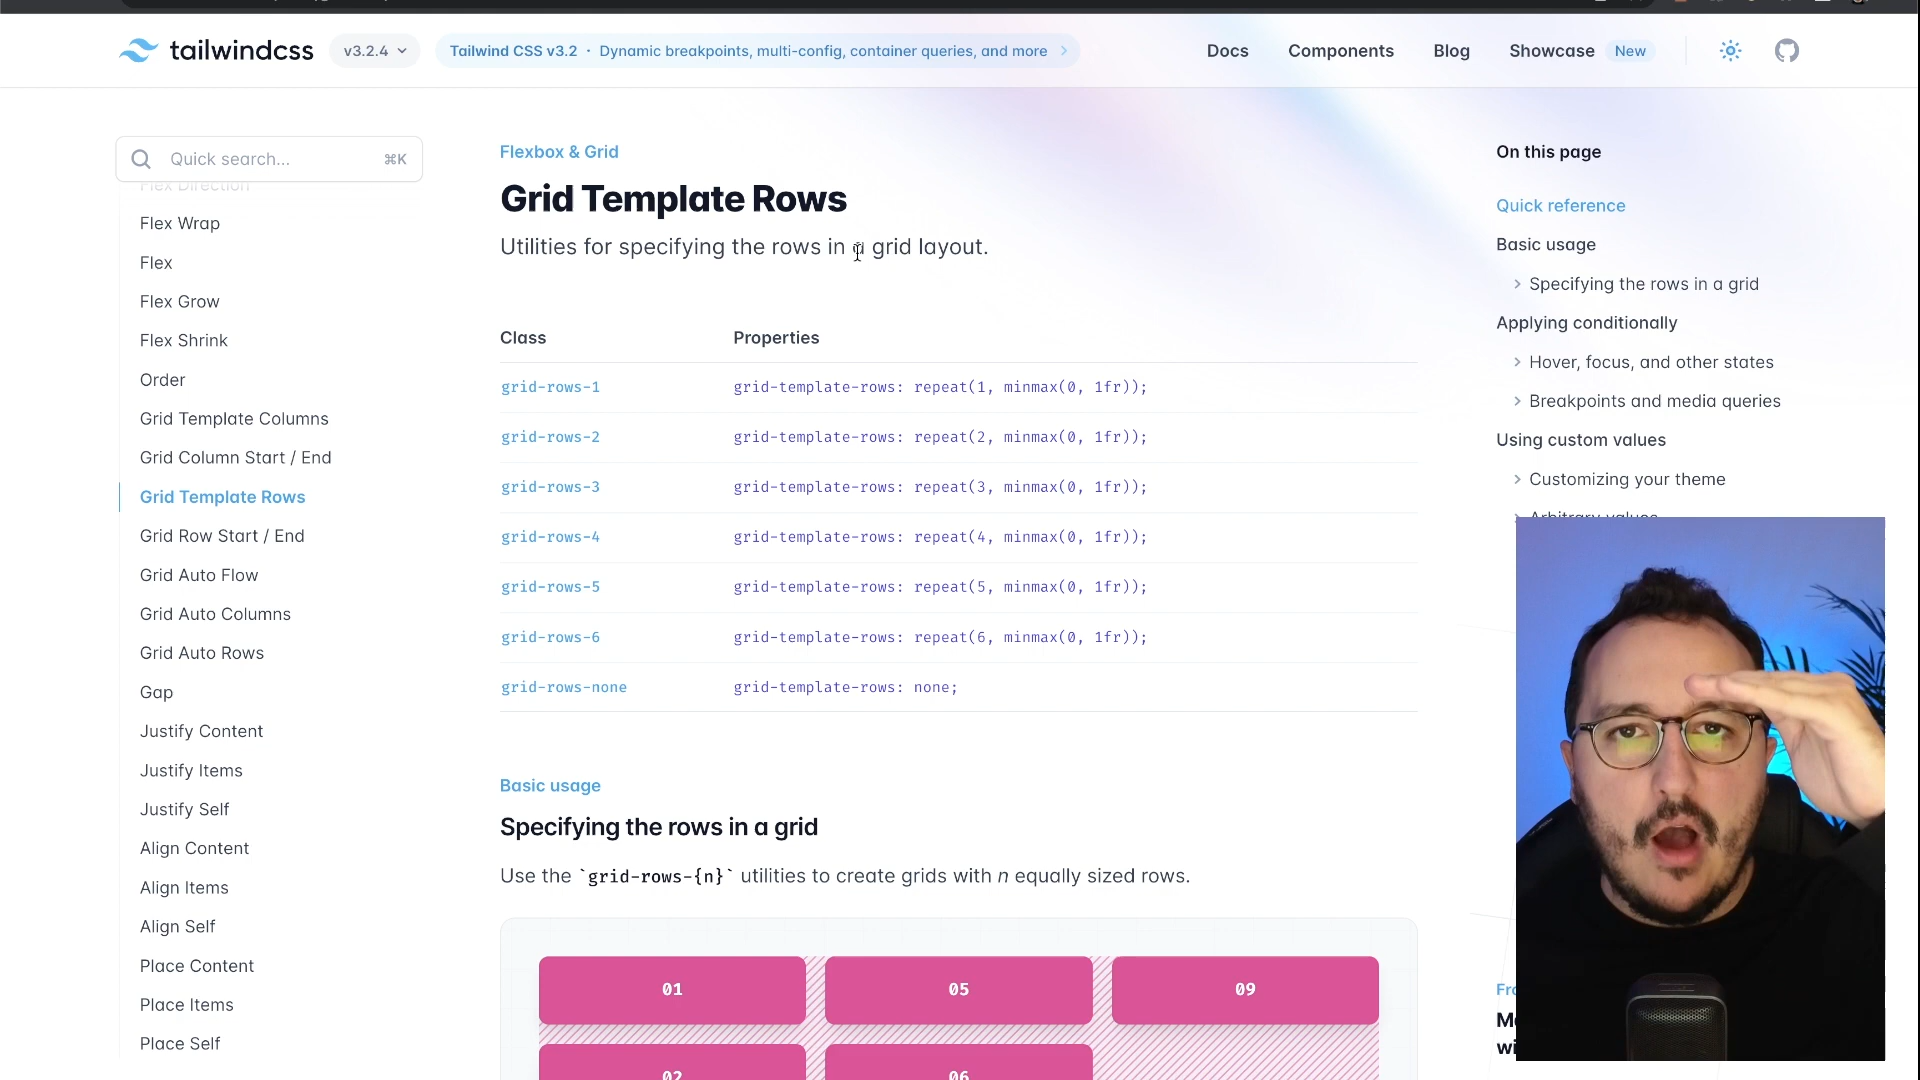 tailwindcss
v3.2.4
Tailwind CSS v3.2 · Dynamic breakpoints, multi-config, container queries, and more
Docs
Components
Blog
Showcase
New
Quick search...
⌘K
Flex Direction
Flex Wrap
Flex
Flex Grow
Flex Shrink
Order
Grid Template Columns
Grid Column Start / End
Grid Template Rows
Grid Row Start / End
Grid Auto Flow
Grid Auto Columns
Grid Auto Rows
Gap
Justify Content
Justify Items
Justify Self
Align Content
Align Items
Align Self
Place Content
Place Items
Place Self
Flexbox & Grid
Grid Template Rows
Utilities for specifying the rows in a grid layout.
Class Properties
grid-rows-1 grid-template-rows: repeat(1, minmax(0, 1fr));
grid-rows-2 grid-template-rows: repeat(2, minmax(0, 1fr));
grid-rows-3 grid-template-rows: repeat(3, minmax(0, 1fr));
grid-rows-4 grid-template-rows: repeat(4, minmax(0, 1fr));
grid-rows-5 grid-template-rows: repeat(5, minmax(0, 1fr));
grid-rows-6 grid-template-rows: repeat(6, minmax(0, 1fr));
grid-rows-none grid-template-rows: none;
Basic usage
Specifying the rows in a grid
Use the `grid-rows-{n}` utilities to create grids with n equally sized rows.
01 05 09
02 06
On this page
Quick reference
Basic usage
Specifying the rows in a grid
Applying conditionally
Hover, focus, and other states
Breakpoints and media queries
Using custom values
Customizing your theme
Arbitrary values